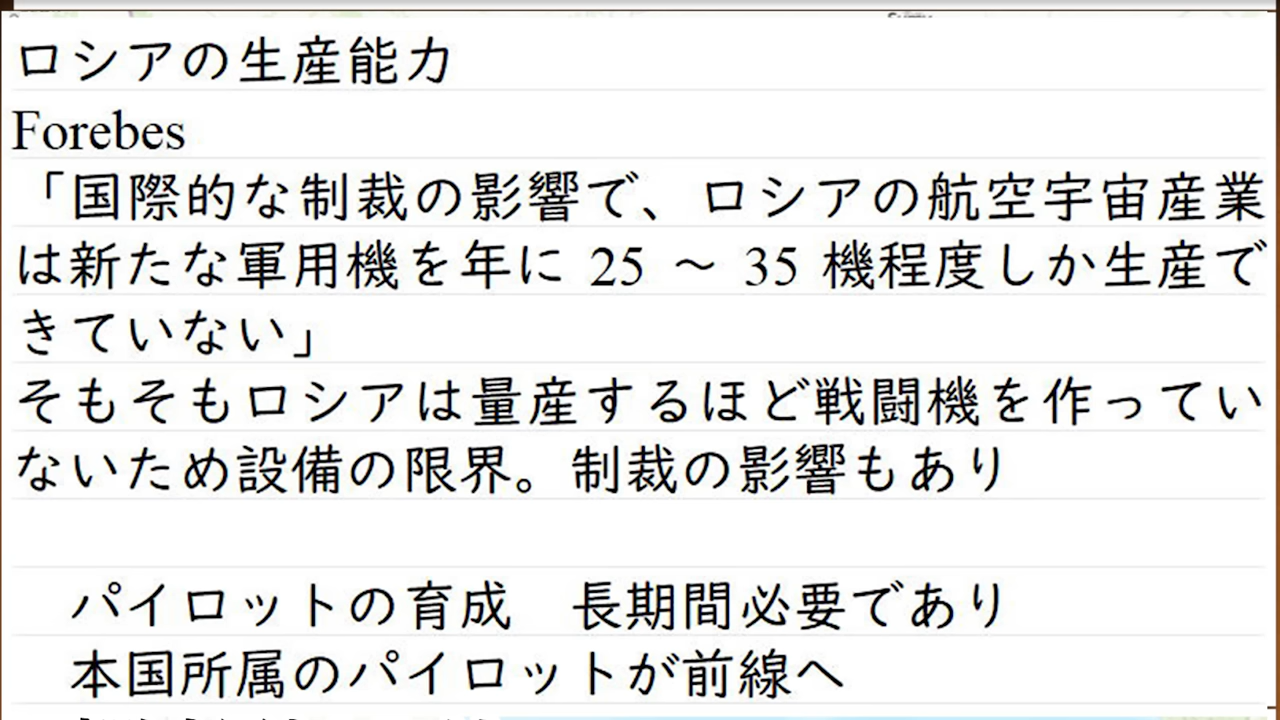 ロシアの生産能力
Forebes
「国際的な制裁の影響で、ロシアの航空宇宙産業
は新たな軍用機を年に 25 ～ 35 機程度しか生産で
きていない」
そもそもロシアは量産するほど戦闘機を作ってい
ないため設備の限界。制裁の影響もあり
パイロットの育成　長期間必要であり
本国所属のパイロットが前線へ